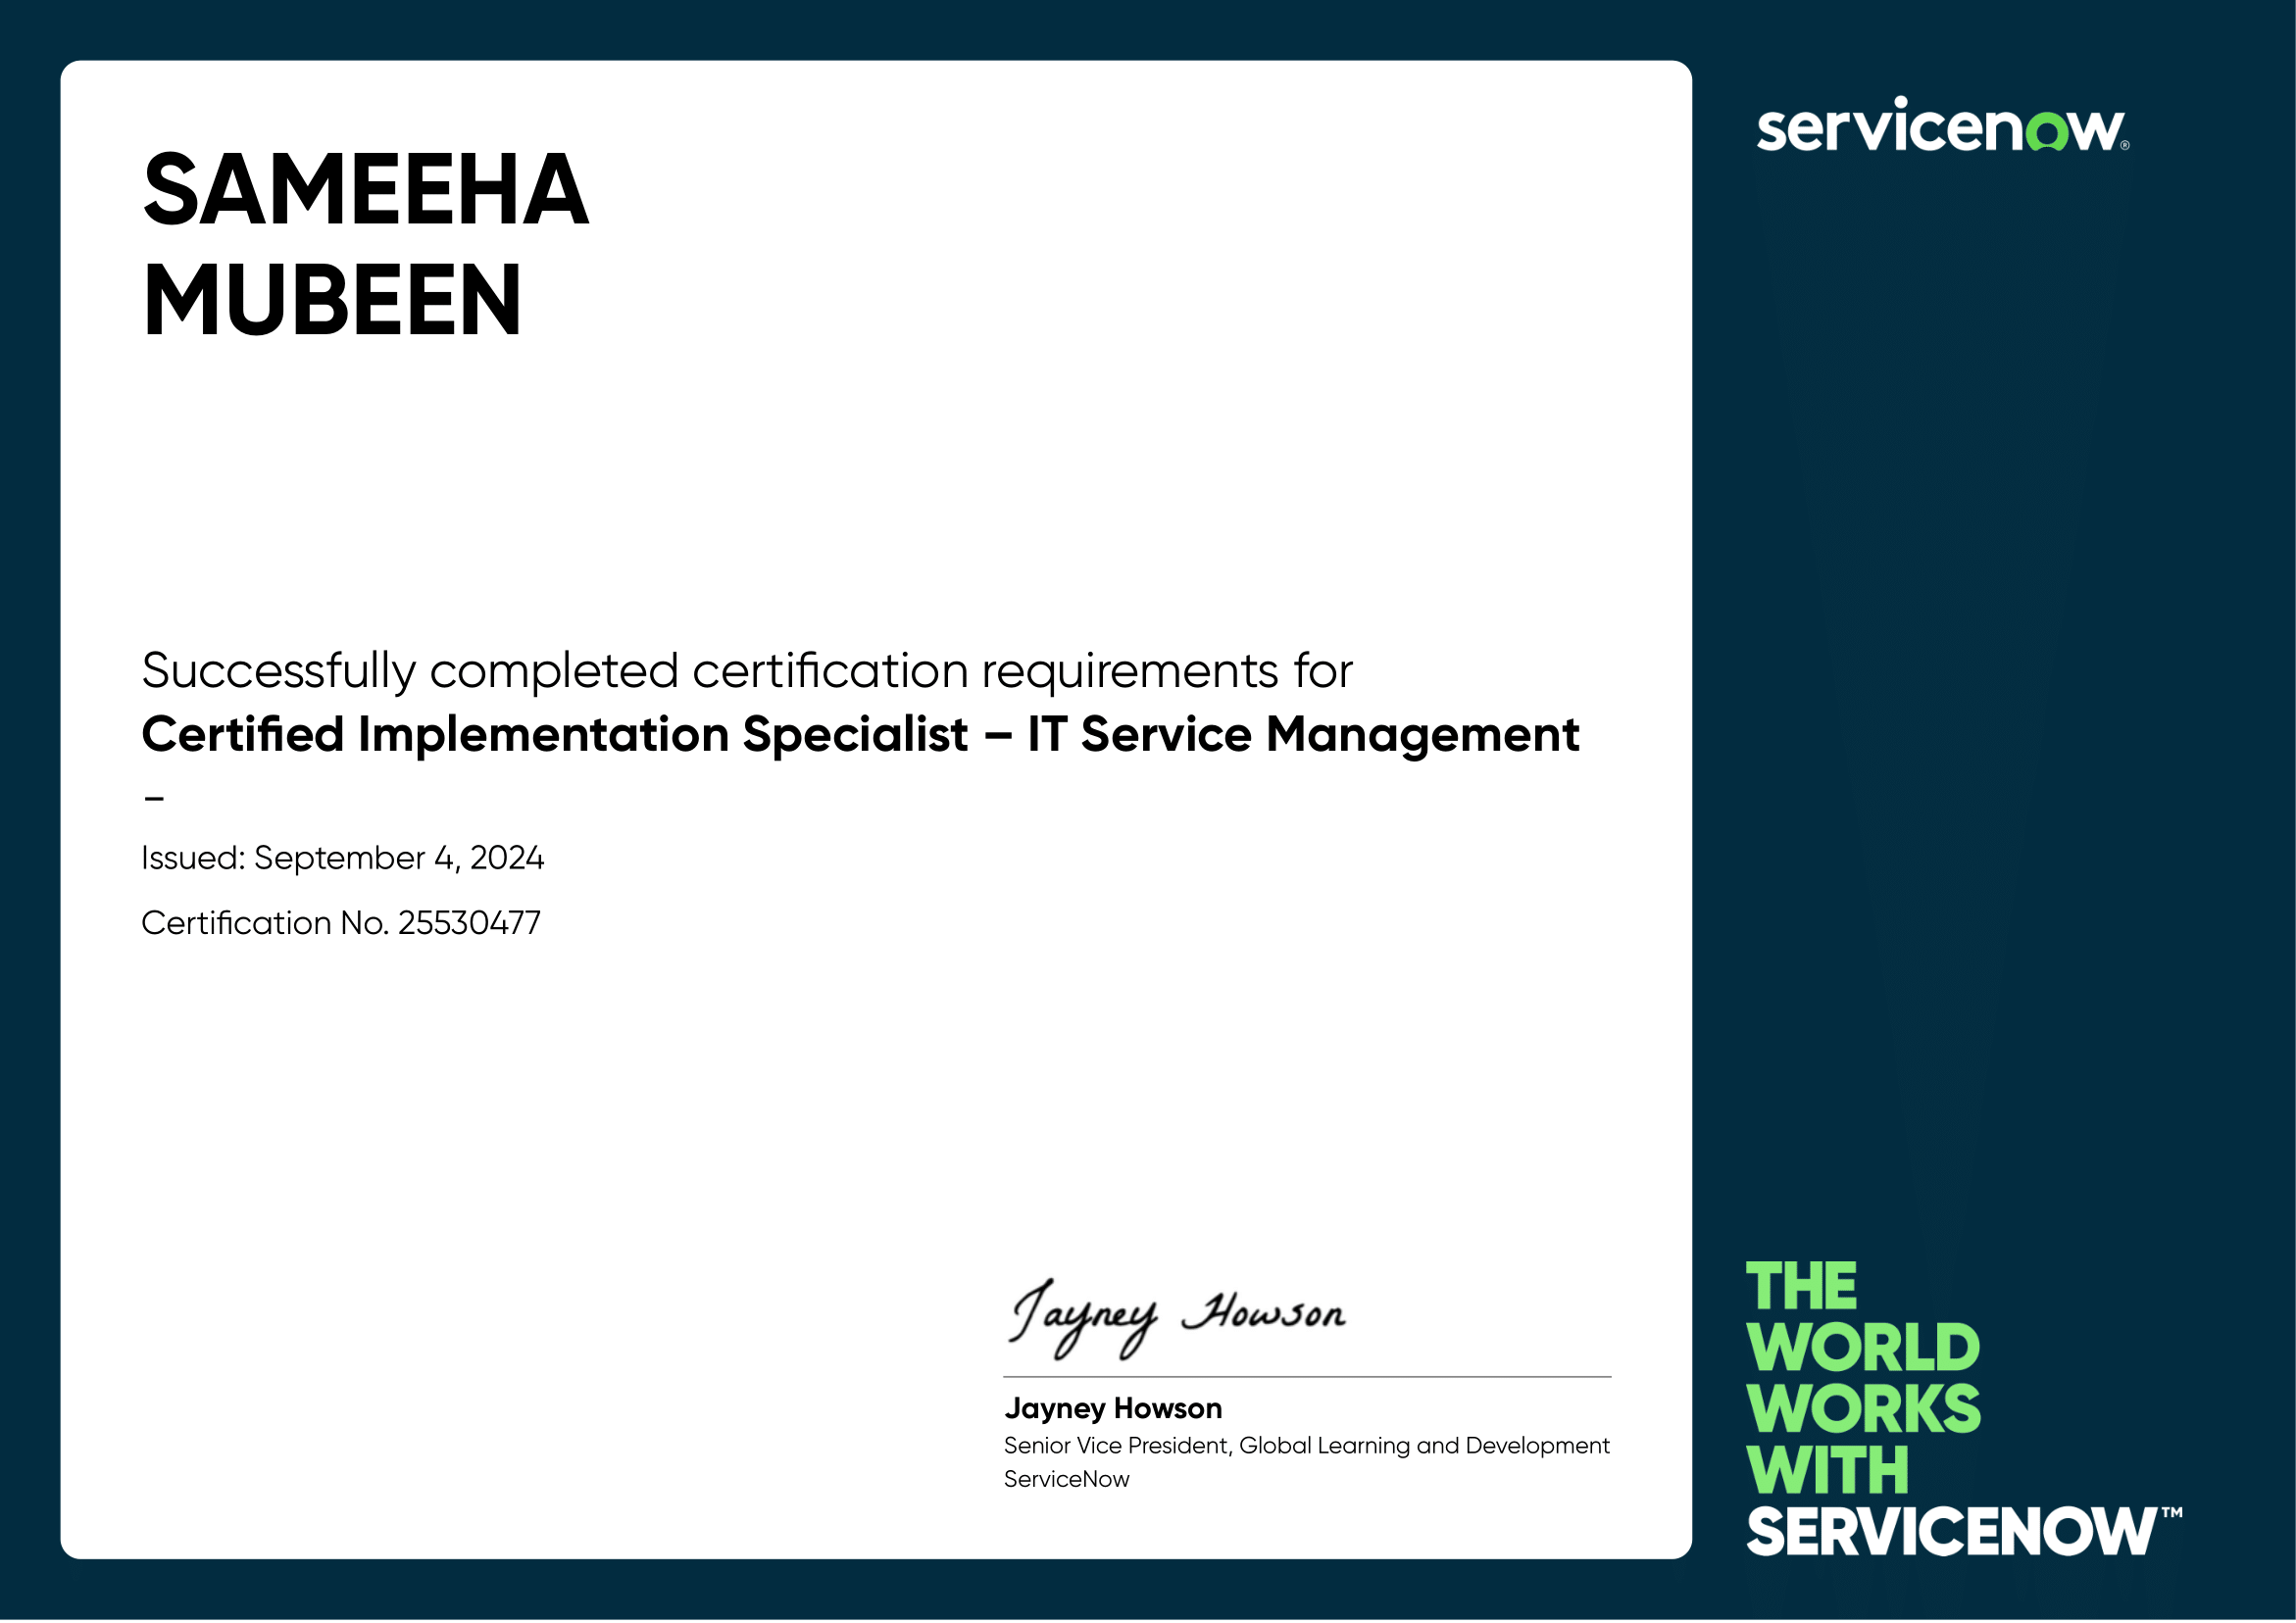 SAMEEHA
MUBEEN
servicenow®
Successfully completed certification requirements for
Certified Implementation Specialist – IT Service Management
–
Issued: September 4, 2024
Certification No. 25530477
Jayney Howson
Jayney Howson
Senior Vice President, Global Learning and Development
ServiceNow
THE
WORLD
WORKS
WITH
SERVICENOW™